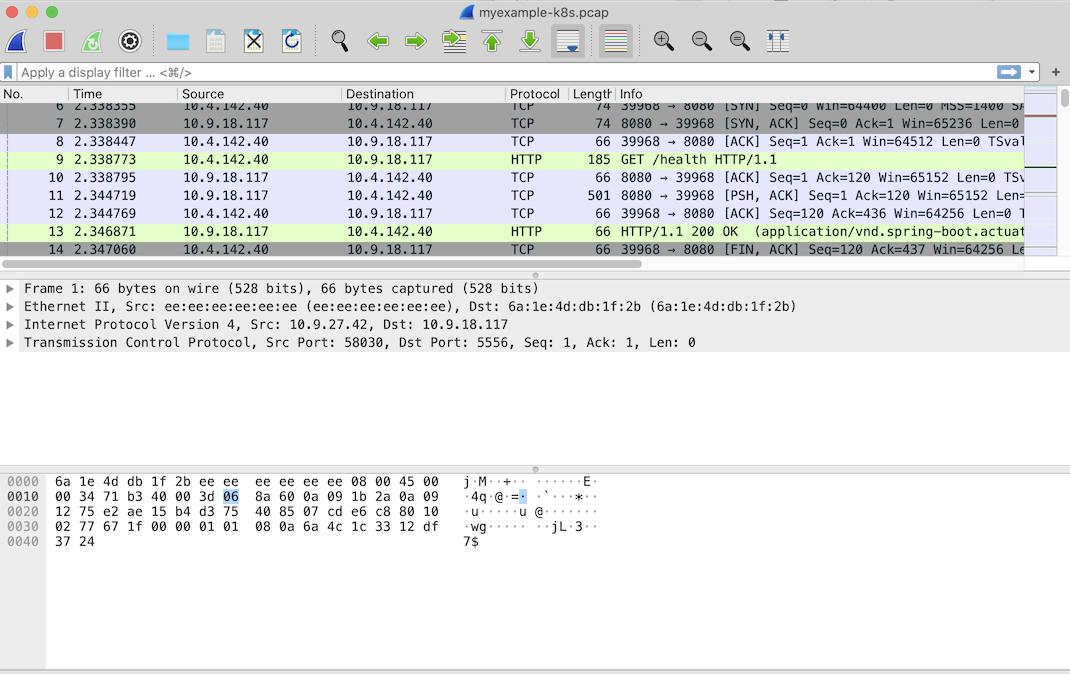 myexample-k8s.pcap
Apply a display filter ... <⌘/>
No. Time Source Destination Protocol Length Info
6 2.338355 10.4.142.40 10.9.18.117 TCP 74 39968 → 8080 [SYN] Seq=0 Win=64400 Len=0 MSS=1400 SA
7 2.338390 10.9.18.117 10.4.142.40 TCP 74 8080 → 39968 [SYN, ACK] Seq=0 Ack=1 Win=65236 Len=0
8 2.338447 10.4.142.40 10.9.18.117 TCP 66 39968 → 8080 [ACK] Seq=1 Ack=1 Win=64512 Len=0 TSval
9 2.338773 10.4.142.40 10.9.18.117 HTTP 185 GET /health HTTP/1.1
10 2.338795 10.9.18.117 10.4.142.40 TCP 66 8080 → 39968 [ACK] Seq=1 Ack=120 Win=65152 Len=0 TSv
11 2.344719 10.9.18.117 10.4.142.40 TCP 501 8080 → 39968 [PSH, ACK] Seq=1 Ack=120 Win=65152 Len=
12 2.344769 10.4.142.40 10.9.18.117 TCP 66 39968 → 8080 [ACK] Seq=120 Ack=436 Win=64256 Len=0 T
13 2.346871 10.9.18.117 10.4.142.40 HTTP 66 HTTP/1.1 200 OK (application/vnd.spring-boot.actuat
14 2.347060 10.4.142.40 10.9.18.117 TCP 66 39968 → 8080 [FIN, ACK] Seq=120 Ack=437 Win=64256 Le
Frame 1: 66 bytes on wire (528 bits), 66 bytes captured (528 bits)
Ethernet II, Src: ee:ee:ee:ee:ee:ee (ee:ee:ee:ee:ee:ee), Dst: 6a:1e:4d:db:1f:2b (6a:1e:4d:db:1f:2b)
Internet Protocol Version 4, Src: 10.9.27.42, Dst: 10.9.18.117
Transmission Control Protocol, Src Port: 58030, Dst Port: 5556, Seq: 1, Ack: 1, Len: 0
0000 6a 1e 4d db 1f 2b ee ee ee ee ee ee 08 00 45 00 j·M··+·· ······E·
0010 00 34 71 b3 40 00 3d 06 8a 60 0a 09 1b 2a 0a 09 ·4q·@·=· ·`···*··
0020 12 75 e2 ae 15 b4 d3 75 40 85 07 cd e6 c8 80 10 ·u·····u @·······
0030 02 77 67 1f 00 00 01 01 08 0a 6a 4c 1c 33 12 df ·wg····· ··jL·3··
0040 37 24 7$